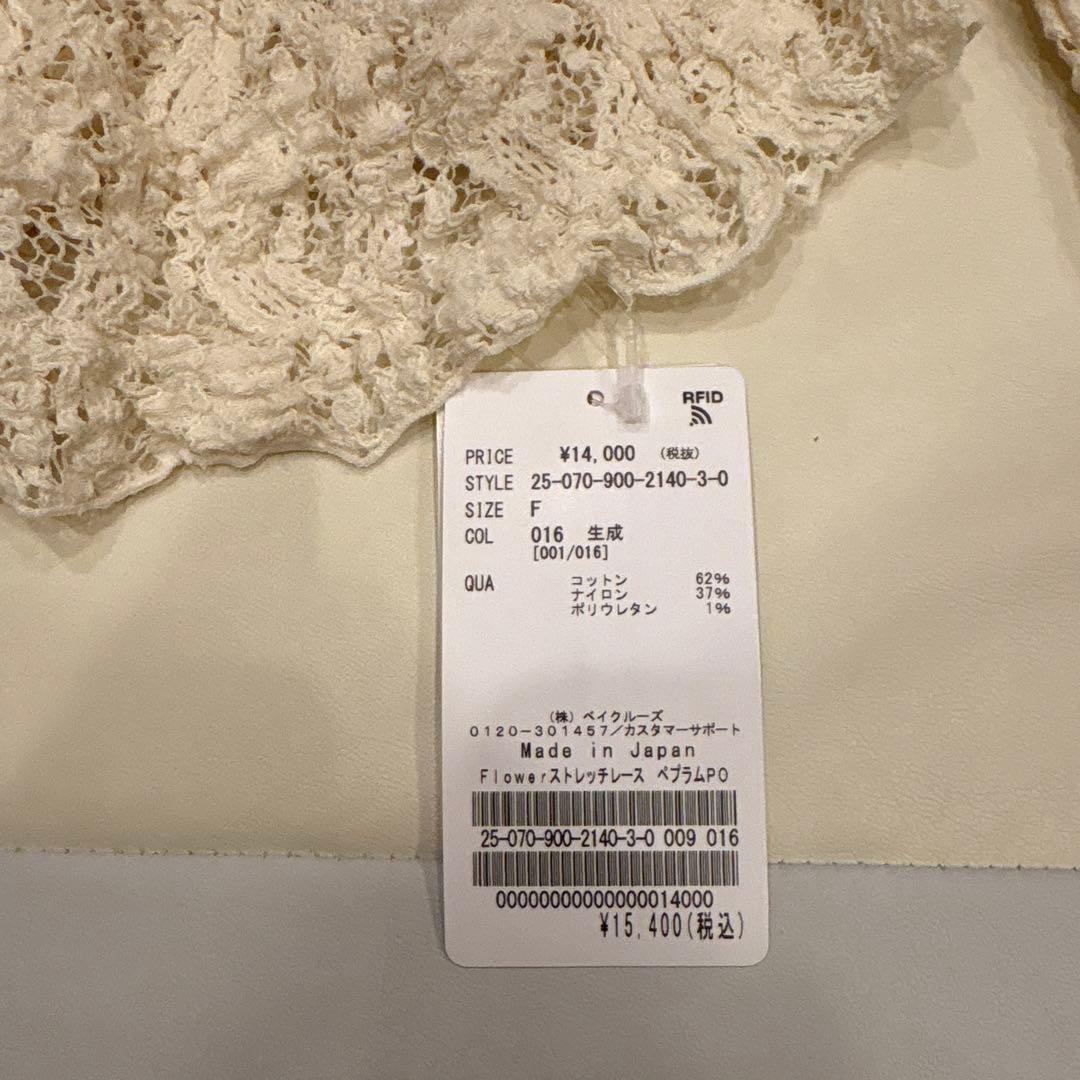 RFID
PRICE ¥14,000 (税抜)
STYLE 25-070-900-2140-3-0
SIZE F
COL 016 生成
[001/016]
QUA コットン 62%
ナイロン 37%
ポリウレタン 1%
(株) ベイクルーズ
0120-301457/カスタマーサポート
Made in Japan
Flowerストレッチレース ペプラムPO
25-070-900-2140-3-0 009 016
00000000000000014000
¥15,400(税込)